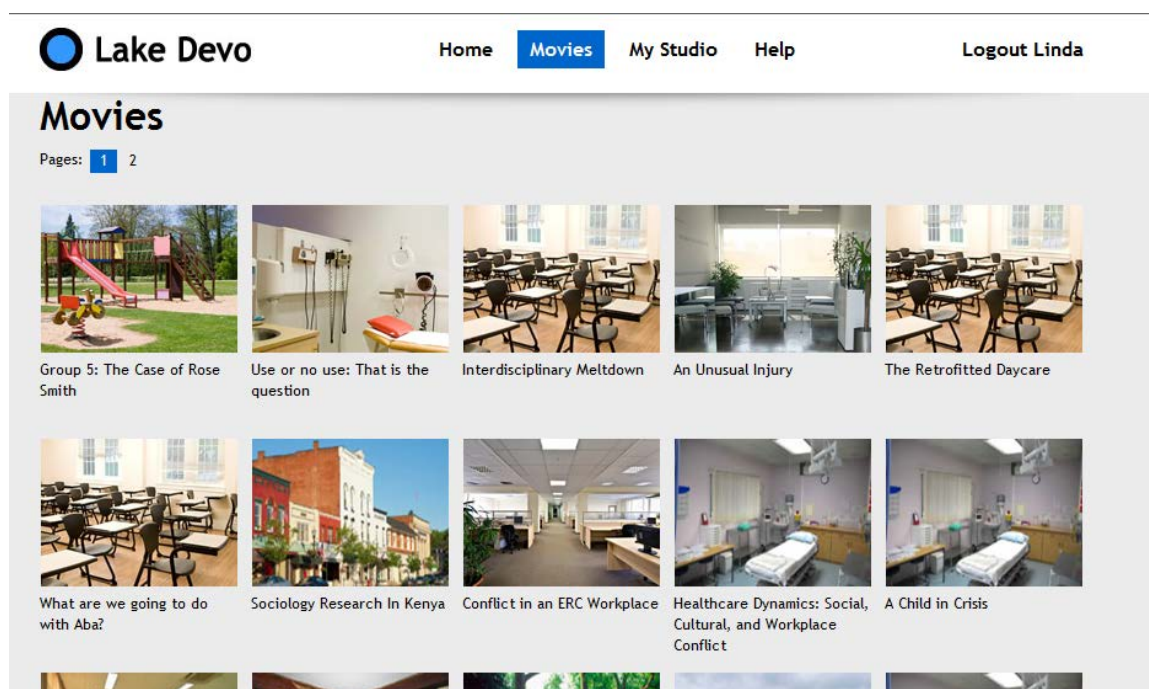 Lake Devo
Home Movies My Studio Help Logout Linda
Movies
Pages: 1 2
Group 5: The Case of Rose
Smith
Use or no use: That is the
question
Interdisciplinary Meltdown
An Unusual Injury
The Retrofitted Daycare
What are we going to do
with Aba?
Sociology Research In Kenya
Conflict in an ERC Workplace
Healthcare Dynamics: Social,
Cultural, and Workplace
Conflict
A Child in Crisis